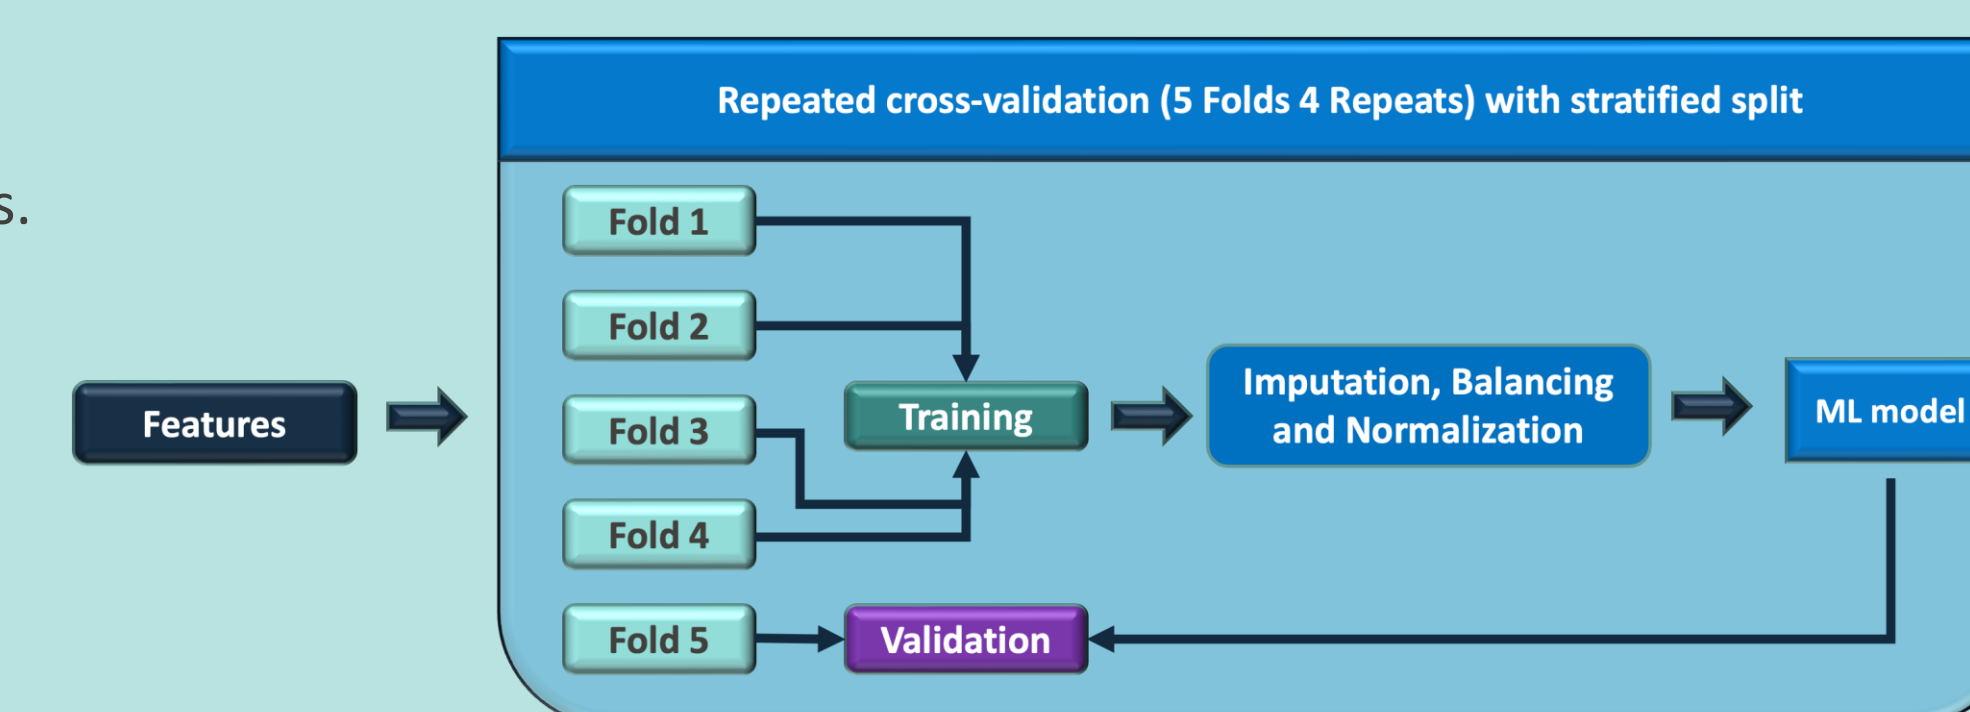 Repeated cross-validation (5 Folds 4 Repeats) with stratified split
s.
Fold 1
Fold 2
Features
Fold 3
Training
Imputation, Balancing
and Normalization
ML model
Fold 4
Fold 5
Validation